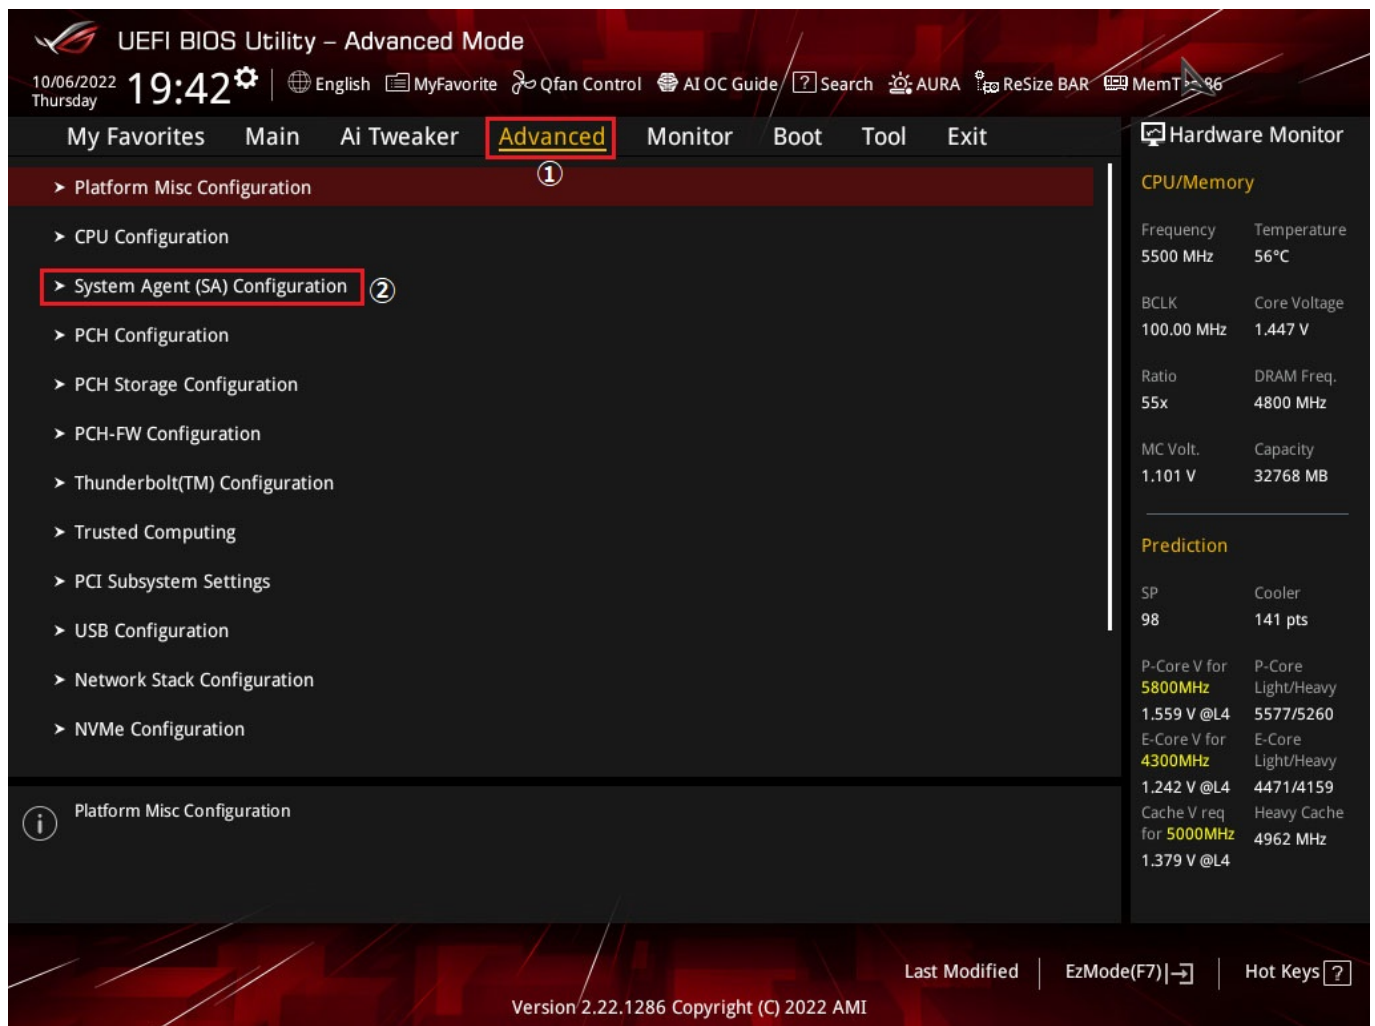 UEFI BIOS Utility – Advanced Mode
10/06/2022 Thursday 19:42 English MyFavorite Qfan Control AI OC Guide ? Search AURA ReSize BAR MemT 86
My Favorites Main Ai Tweaker Advanced Monitor Boot Tool Exit
①
> Platform Misc Configuration
> CPU Configuration
> System Agent (SA) Configuration ②
> PCH Configuration
> PCH Storage Configuration
> PCH-FW Configuration
> Thunderbolt(TM) Configuration
> Trusted Computing
> PCI Subsystem Settings
> USB Configuration
> Network Stack Configuration
> NVMe Configuration
i Platform Misc Configuration
Hardware Monitor
CPU/Memory
Frequency Temperature
5500 MHz 56°C
BCLK Core Voltage
100.00 MHz 1.447 V
Ratio DRAM Freq.
55x 4800 MHz
MC Volt. Capacity
1.101 V 32768 MB
Prediction
SP Cooler
98 141 pts
P-Core V for P-Core
5800MHz Light/Heavy
1.559 V @L4 5577/5260
E-Core V for E-Core
4300MHz Light/Heavy
1.242 V @L4 4471/4159
Cache V req Heavy Cache
for 5000MHz 4962 MHz
1.379 V @L4
Last Modified EzMode(F7) Hot Keys ?
Version 2.22.1286 Copyright (C) 2022 AMI